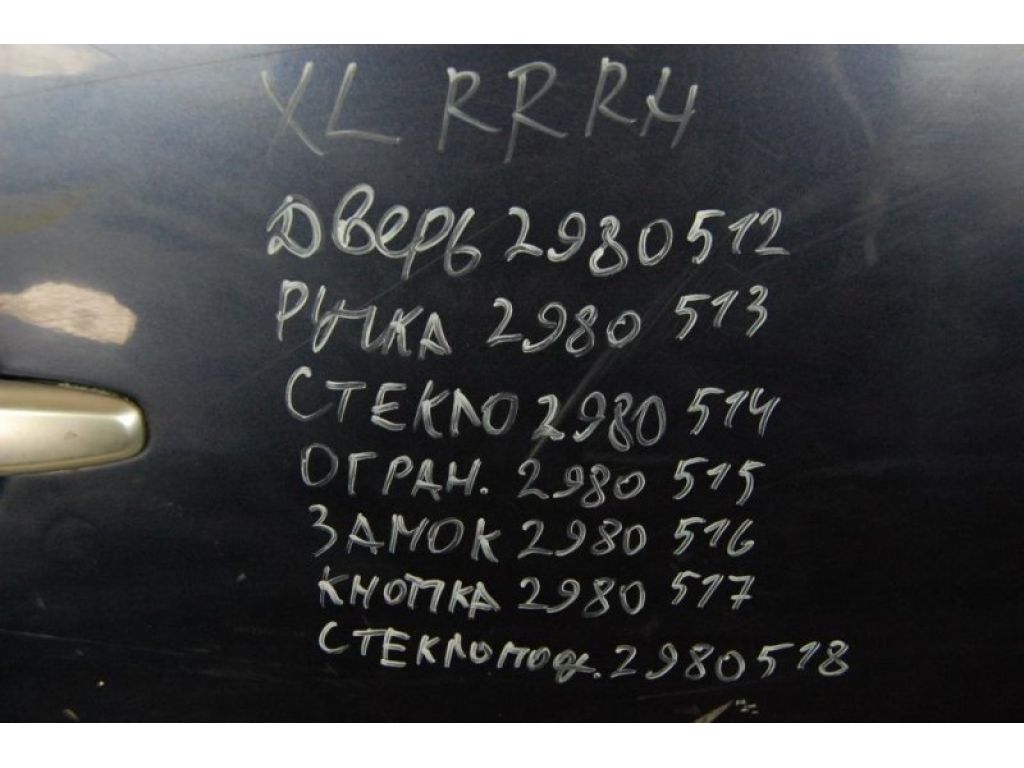 XL RRRH
Дверь 2980512
РУЧКА 2980 513
СТЕКЛО 2980 514
ОГРАН. 2980 515
ЗАМОК 2980 516
КНОПКА 2980 517
СТЕКЛОПОД. 2980518